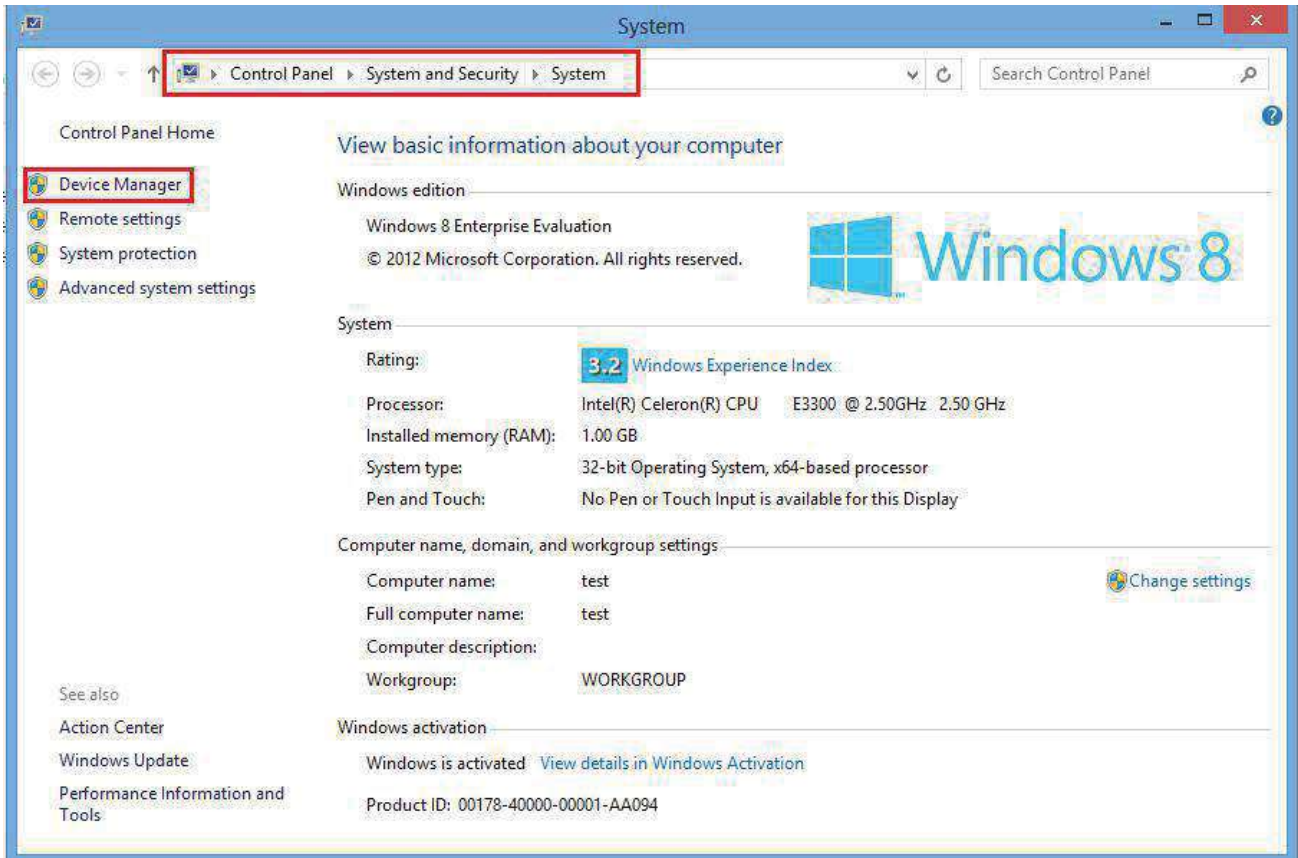 System
Control Panel System and Security System
Search Control Panel
Control Panel Home
Device Manager
Remote settings
System protection
Advanced system settings
See also
Action Center
Windows Update
Performance Information and
Tools
View basic information about your computer
Windows edition
Windows 8 Enterprise Evaluation
© 2012 Microsoft Corporation. All rights reserved.
Windows 8
System
Rating: 3.2 Windows Experience Index
Processor: Intel(R) Celeron(R) CPU E3300 @ 2.50GHz 2.50 GHz
Installed memory (RAM): 1.00 GB
System type: 32-bit Operating System, x64-based processor
Pen and Touch: No Pen or Touch Input is available for this Display
Computer name, domain, and workgroup settings
Computer name: test
Change settings
Full computer name: test
Computer description:
Workgroup: WORKGROUP
Windows activation
Windows is activated View details in Windows Activation
Product ID: 00178-40000-00001-AA094